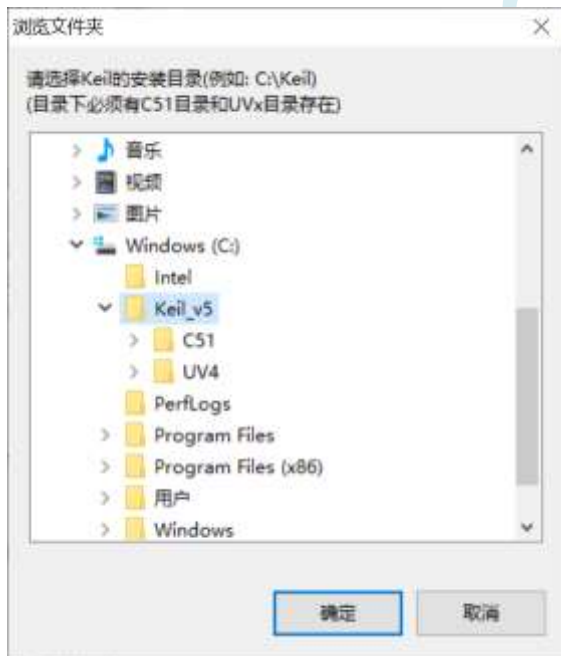 浏览文件夹
请选择Keil的安装目录(例如: C:\Keil)
(目录下必须有C51目录和UVx目录存在)
音乐
视频
图片
Windows (C:)
Intel
Keil_v5
C51
UV4
PerfLogs
Program Files
Program Files (x86)
用户
Windows
确定 取消